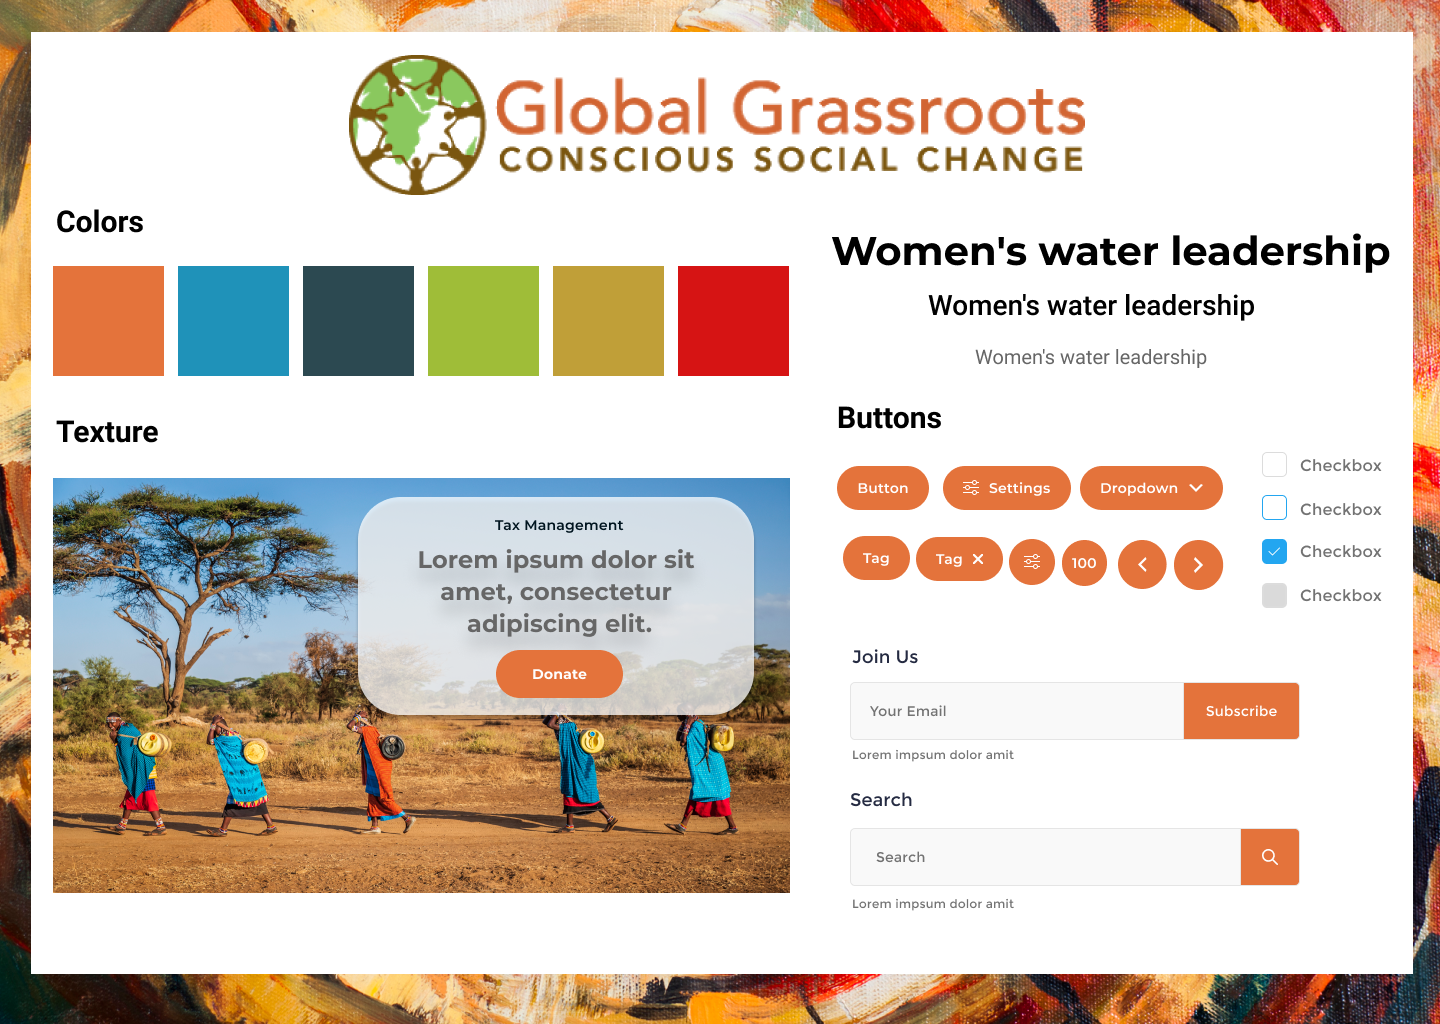 Global Grassroots
CONSCIOUS SOCIAL CHANGE
Colors
Women's water leadership
Women's water leadership
Women's water leadership
Texture
Tax Management
Lorem ipsum dolor sit
amet, consectetur
adipiscing elit.
Donate
Buttons
Button
Settings
Dropdown
Tag
Tag
100
Checkbox
Checkbox
Checkbox
Checkbox
Join Us
Your Email
Subscribe
Lorem impsum dolor amit
Search
Search
Lorem impsum dolor amit